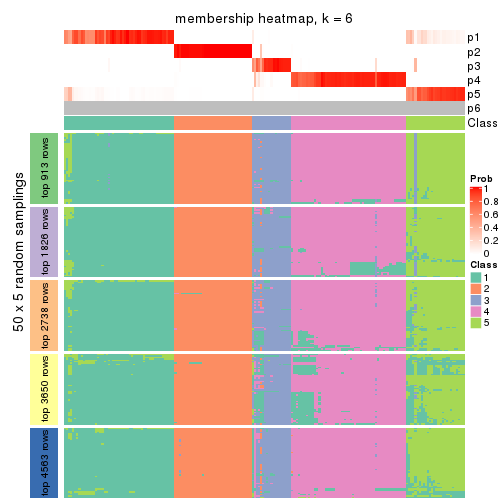 membership heatmap, k = 6
p1
p2
p3
p4
p5
p6
Class
50 x 5 random samplings
top 913 rows
top 1826 rows
top 2738 rows
top 3650 rows
top 4563 rows
Prob
1
0.8
0.6
0.4
0.2
0
Class
1
2
3
4
5